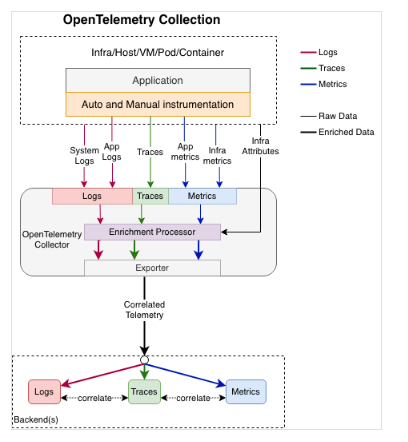 OpenTelemetry Collection
Infra/Host/VM/Pod/Container
Application
Auto and Manual instrumentation
Logs
Traces
Metrics
Raw Data
Enriched Data
System
Logs
App
Logs
Traces
App
metrics
Infra
metrics
Infra
Attributes
Logs
Traces
Metrics
OpenTelemetry
Collector
Enrichment Processor
Exporter
Correlated
Telemetry
Logs
correlate
Traces
correlate
Metrics
Backend(s)